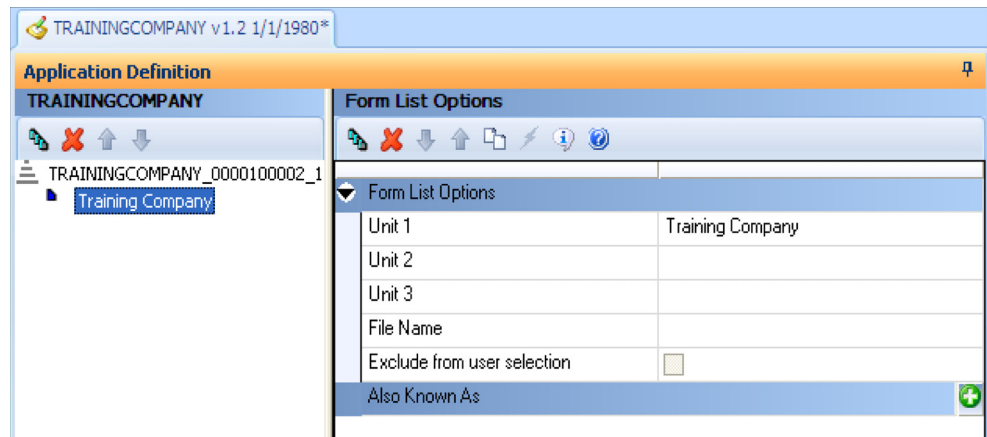 TRAININGCOMPANY v1.2 1/1/1980*
Application Definition
TRAININGCOMPANY
Form List Options
TRAININGCOMPANY_0000100002_1
Training Company
Form List Options
Unit 1 Training Company
Unit 2
Unit 3
File Name
Exclude from user selection
Also Known As